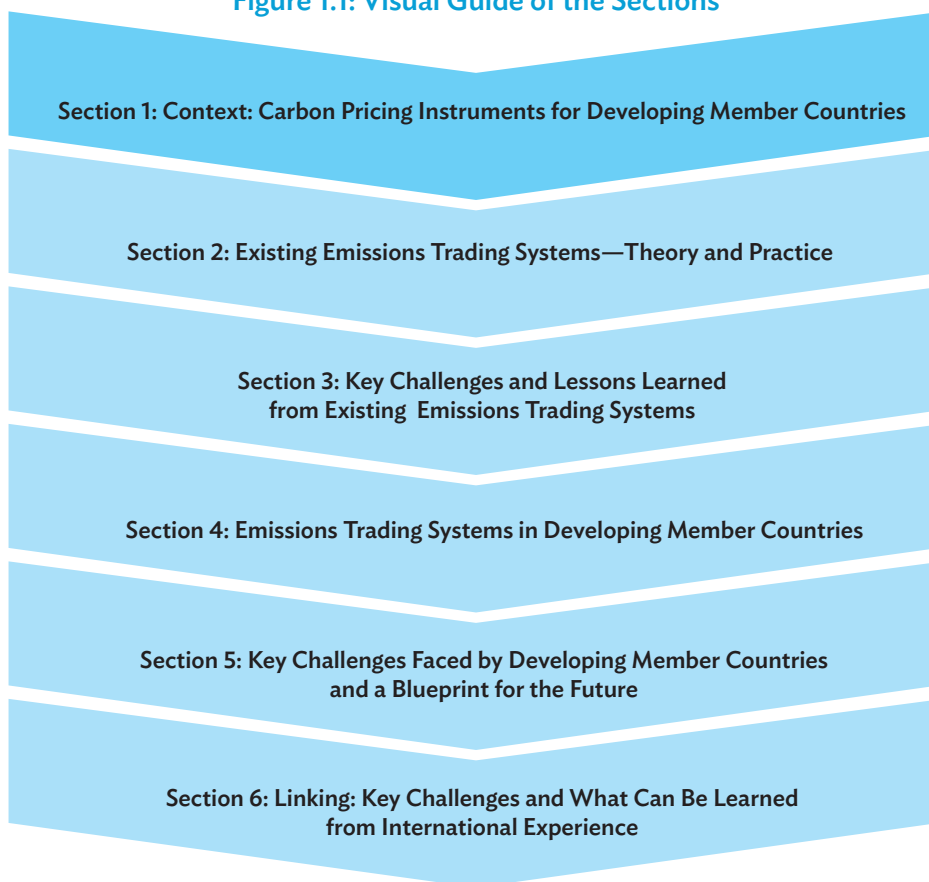 Figure 1.1: Visual Guide of the Sections
Section 1: Context: Carbon Pricing Instruments for Developing Member Countries
Section 2: Existing Emissions Trading Systems—Theory and Practice
Section 3: Key Challenges and Lessons Learned
from Existing Emissions Trading Systems
Section 4: Emissions Trading Systems in Developing Member Countries
Section 5: Key Challenges Faced by Developing Member Countries
and a Blueprint for the Future
Section 6: Linking: Key Challenges and What Can Be Learned
from International Experience